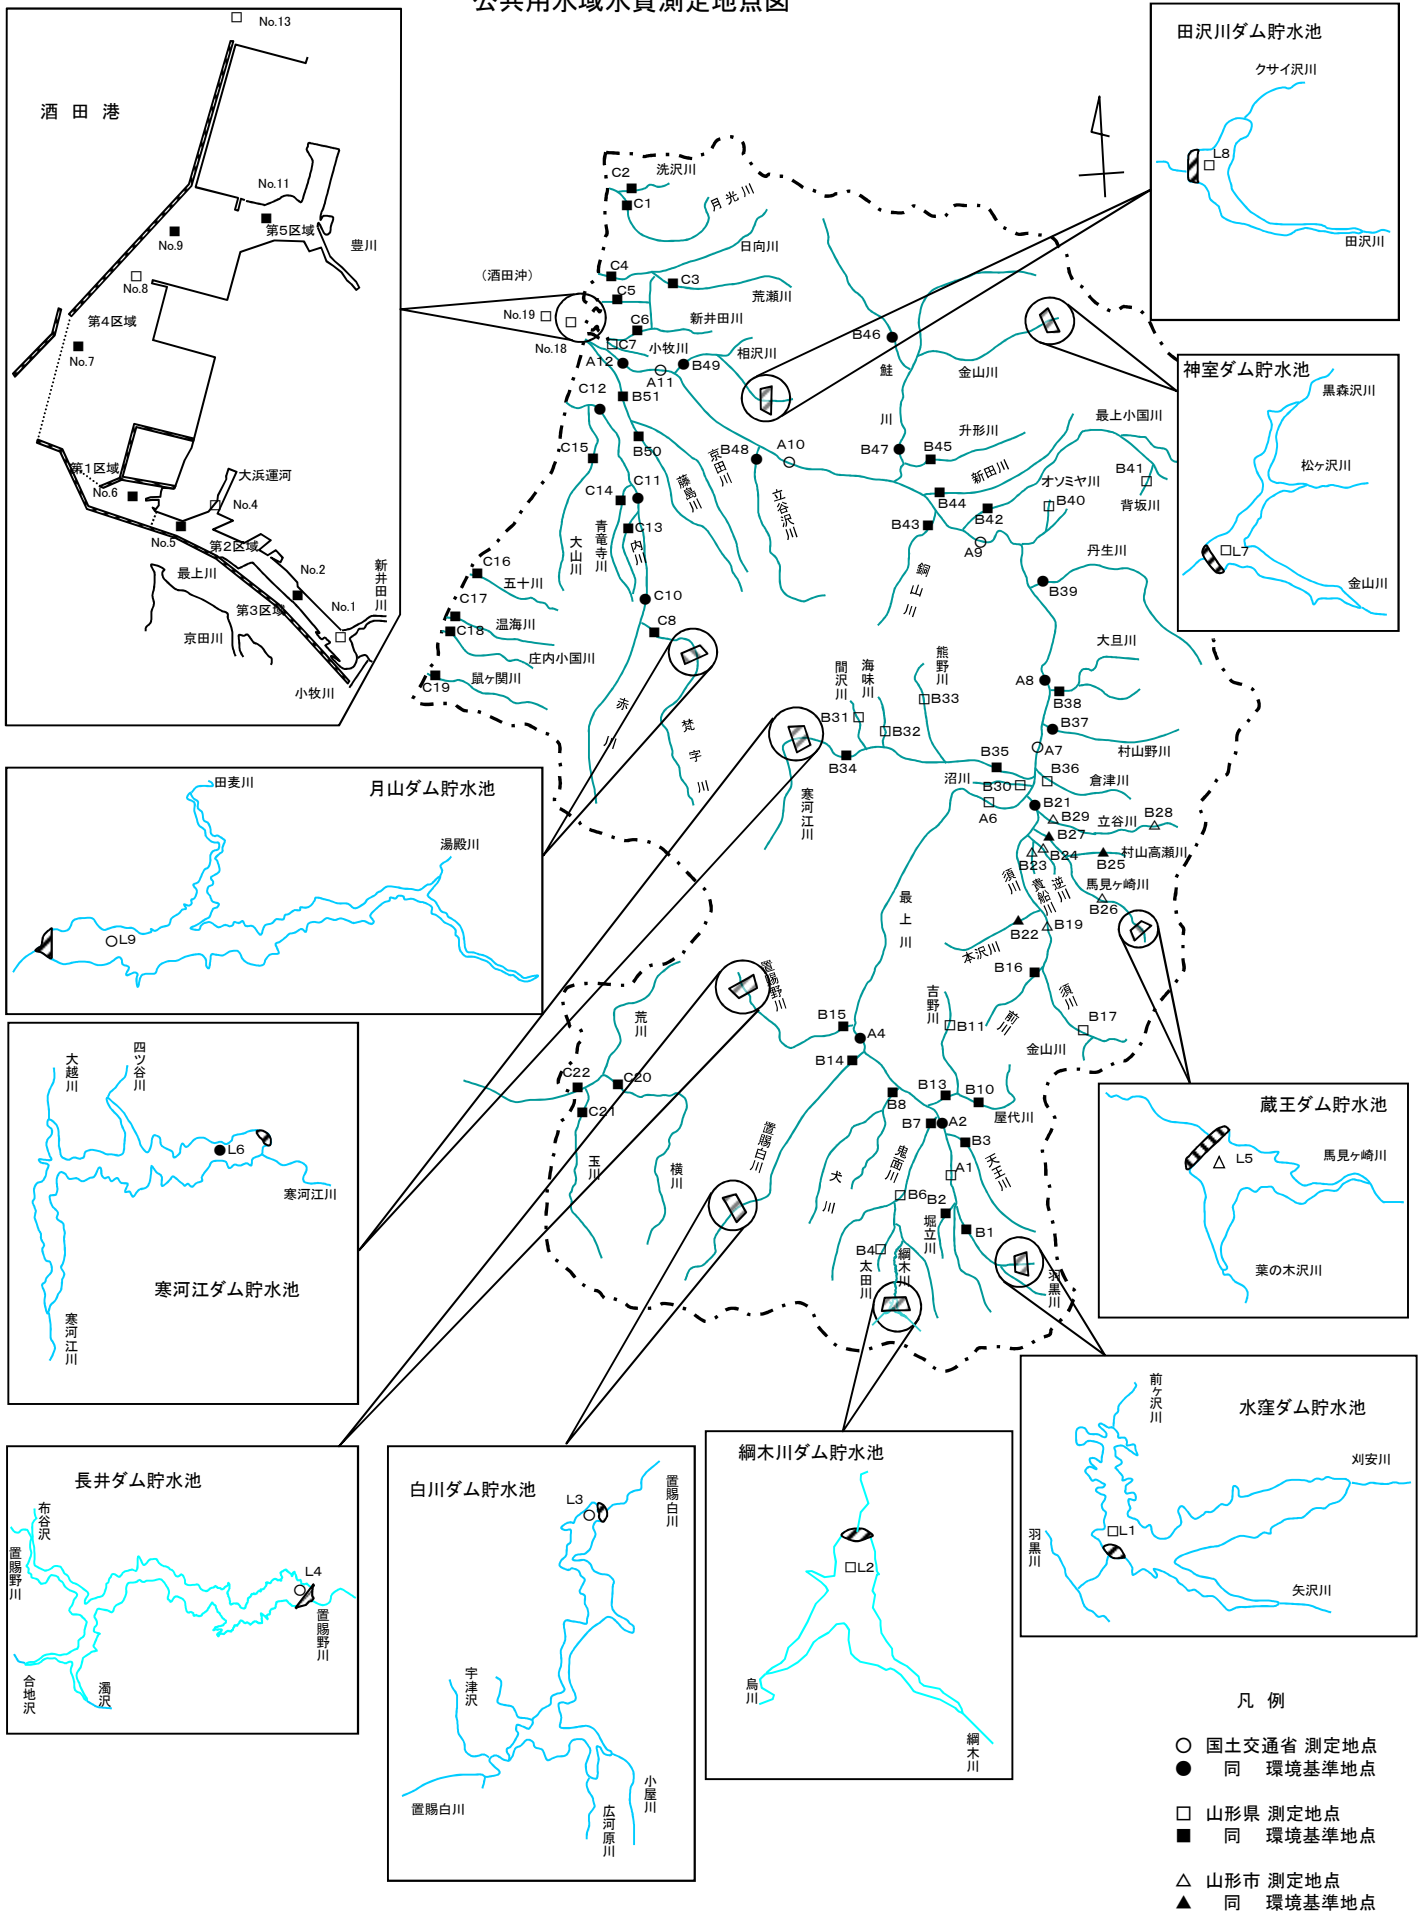 公共用水域水質測定地点図
No.13
酒田港
No.11
第5区域
豊川
No.9
No.8
第4区域
No.7
第1区域
大浜運河
No.6
No.4
No.5
第2区域
最上川
No.2
新井田川
第3区域
No.1
京田川
小牧川
田沢川ダム貯水池
クサイ沢川
L8
田沢川
C2
洗沢川
C1
月光川
日向川
C4
C3
(酒田沖)
C5
荒瀬川
No.19
C6
新井田川
No.18
C7
小牧川
相沢川
A12
A11
B49
B46
鮭川
金山川
神室ダム貯水池
黒森沢川
松ヶ沢川
L7
金山川
C12
B51
C15
B50
B48
A10
B47
B45
升形川
最上小国川
京田川
藤島川
立谷沢川
新田川
B41
背坂川
オソミヤ川
B40
C14
C11
B44
B42
B43
A9
C13
青竜寺川
内川
大山川
丹生川
銅山川
B39
C16
五十川
C17
C10
温海川
C18
C8
庄内小国川
C19
鼠ヶ関川
大旦川
熊野川
海味川
間沢川
A8
B38
B33
B31
B32
B37
A7
村山野川
赤川
梵字川
B34
B35
B36
沼川
B30
倉津川
A6
寒河江川
B21
B29
B28
立谷川
B27
B24
B23
B25
村山高瀬川
須川
貴船川
逆川
馬見ヶ崎川
B26
最上川
B22
B19
本沢川
B16
須川
前川
B17
金山川
月山ダム貯水池
田麦川
湯殿川
L9
置賜野川
吉野川
荒川
B15
A4
B11
B14
C22
C20
B13
B10
B8
屋代川
C21
B7
A2
B3
置賜白川
鬼面川
天王川
A1
玉川
横川
犬川
B6
B2
堀立川
B1
B4
太田川
綱木川
羽黒川
大越川
四ツ谷川
L6
寒河江川
寒河江ダム貯水池
寒河江川
蔵王ダム貯水池
L5
馬見ヶ崎川
葉の木沢川
水窪ダム貯水池
前ヶ沢川
刈安川
L1
羽黒川
矢沢川
長井ダム貯水池
布谷沢
置賜野川
L4
置賜野川
合地沢
濁沢
白川ダム貯水池
L3
置賜白川
宇津沢
小屋川
置賜白川
広河原川
綱木川ダム貯水池
L2
烏川
綱木川
凡例
○ 国土交通省 測定地点
● 同 環境基準地点
□ 山形県 測定地点
■ 同 環境基準地点
△ 山形市 測定地点
▲ 同 環境基準地点